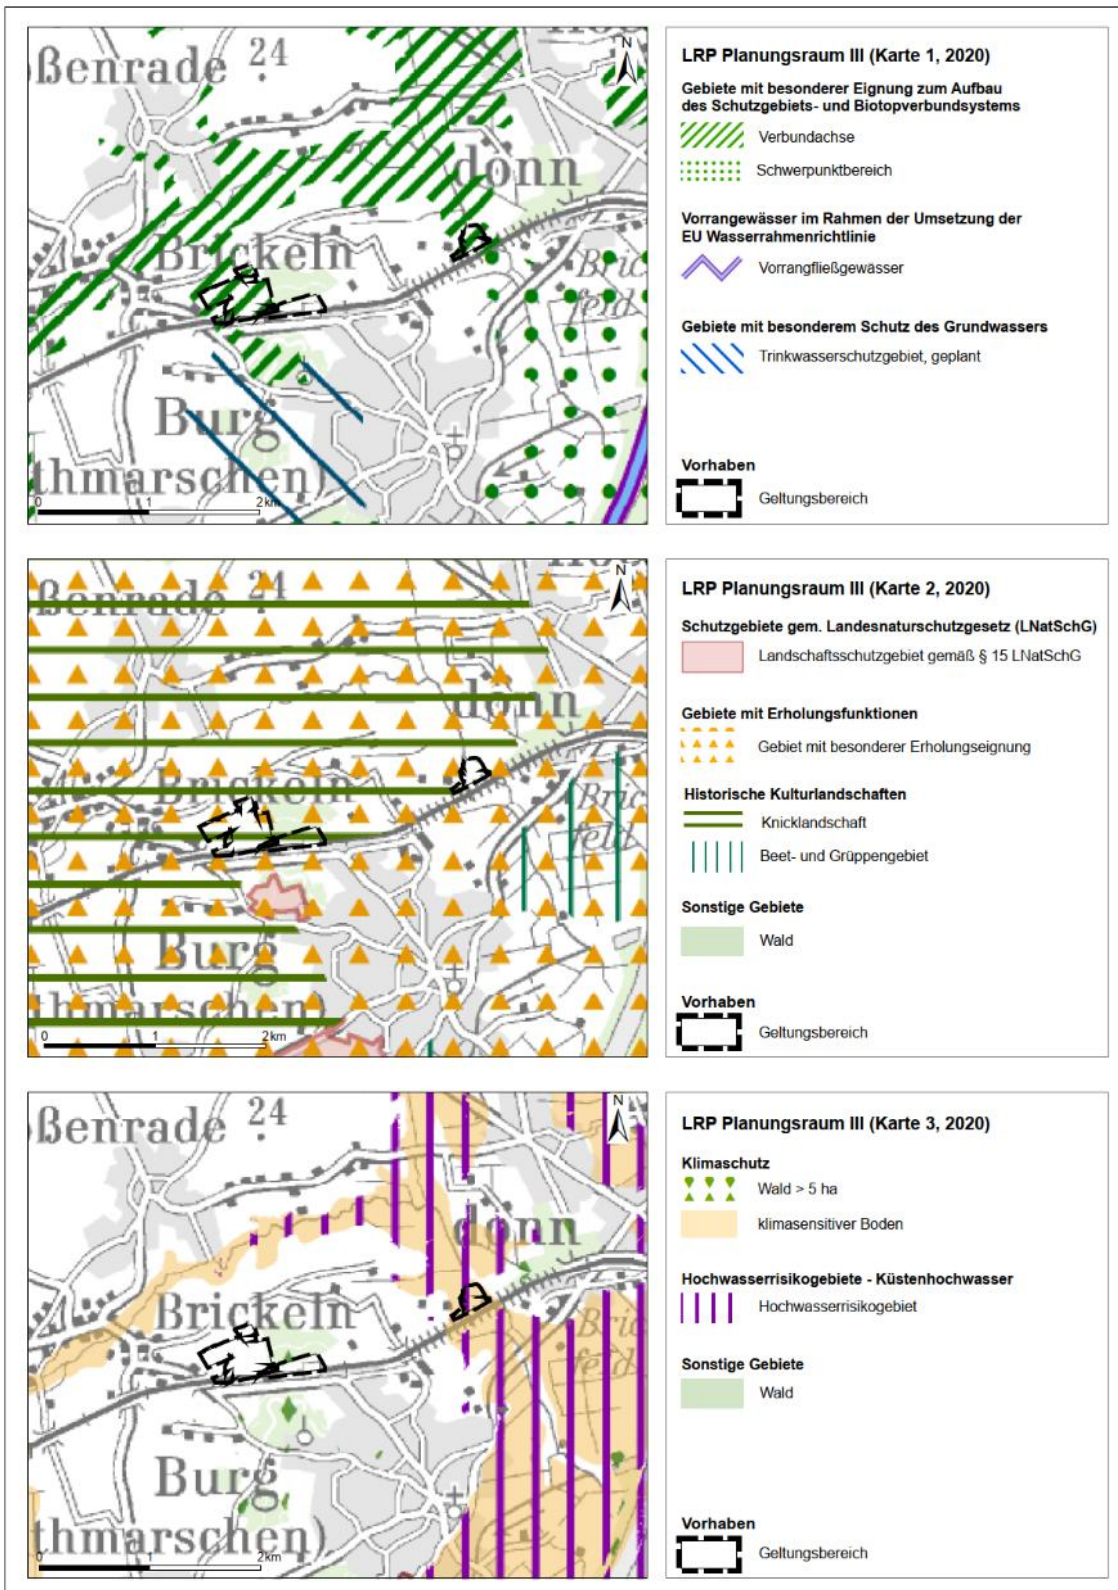 ßenrade
24
N
donn
Brickeln
Bric
feld
Burg
thmarschen)
0 1 2km
LRP Planungsraum III (Karte 1, 2020)
Gebiete mit besonderer Eignung zum Aufbau
des Schutzgebiets- und Biotopverbundsystems
Verbundachse
Schwerpunktbereich
Vorrangewässer im Rahmen der Umsetzung der
EU Wasserrahmenrichtlinie
Vorrangfließgewässer
Gebiete mit besonderem Schutz des Grundwassers
Trinkwasserschutzgebiet, geplant
Vorhaben
Geltungsbereich
ßenrade
24
N
donn
Brickeln
Bric
feld
Burg
thmarschen)
0 1 2km
LRP Planungsraum III (Karte 2, 2020)
Schutzgebiete gem. Landesnaturschutzgesetz (LNatSchG)
Landschaftsschutzgebiet gemäß § 15 LNatSchG
Gebiete mit Erholungsfunktionen
Gebiet mit besonderer Erholungseignung
Historische Kulturlandschaften
Knicklandschaft
Beet- und Grüppengebiet
Sonstige Gebiete
Wald
Vorhaben
Geltungsbereich
ßenrade
24
N
donn
Brickeln
Bric
feld
Burg
thmarschen)
0 1 2km
LRP Planungsraum III (Karte 3, 2020)
Klimaschutz
Wald > 5 ha
klimasensitiver Boden
Hochwasserrisikogebiete - Küstenhochwasser
Hochwasserrisikogebiet
Sonstige Gebiete
Wald
Vorhaben
Geltungsbereich